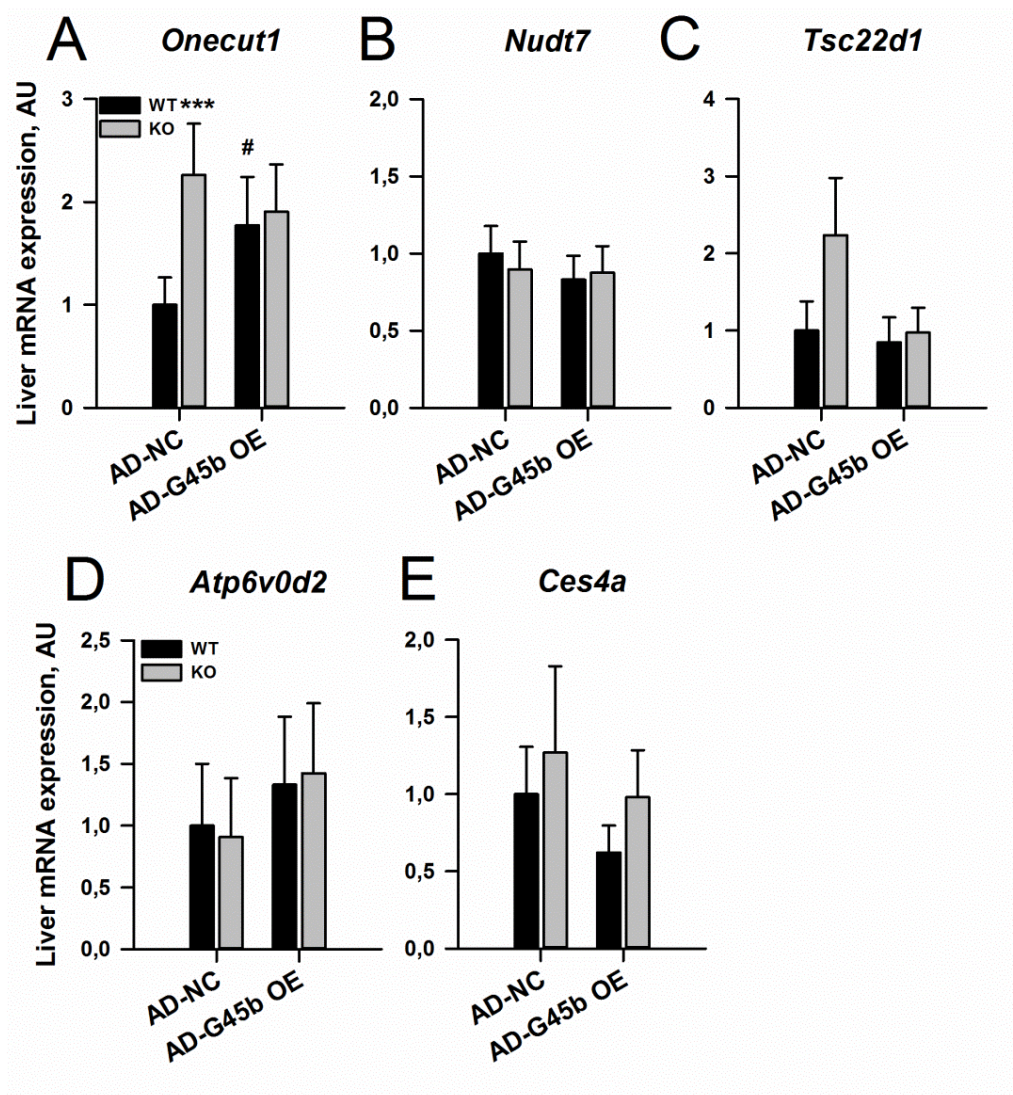 A Onecut1
B Nudt7
C Tsc22d1
Liver mRNA expression, AU
3
2
1
0
WT ***
KO
#
AD-NC
AD-G45b OE
2,0
1,5
1,0
0,5
0,0
AD-NC
AD-G45b OE
4
3
2
1
0
AD-NC
AD-G45b OE
D Atp6v0d2
E Ces4a
Liver mRNA expression, AU
2,5
2,0
1,5
1,0
0,5
0,0
WT
KO
AD-NC
AD-G45b OE
2,0
1,5
1,0
0,5
0,0
AD-NC
AD-G45b OE